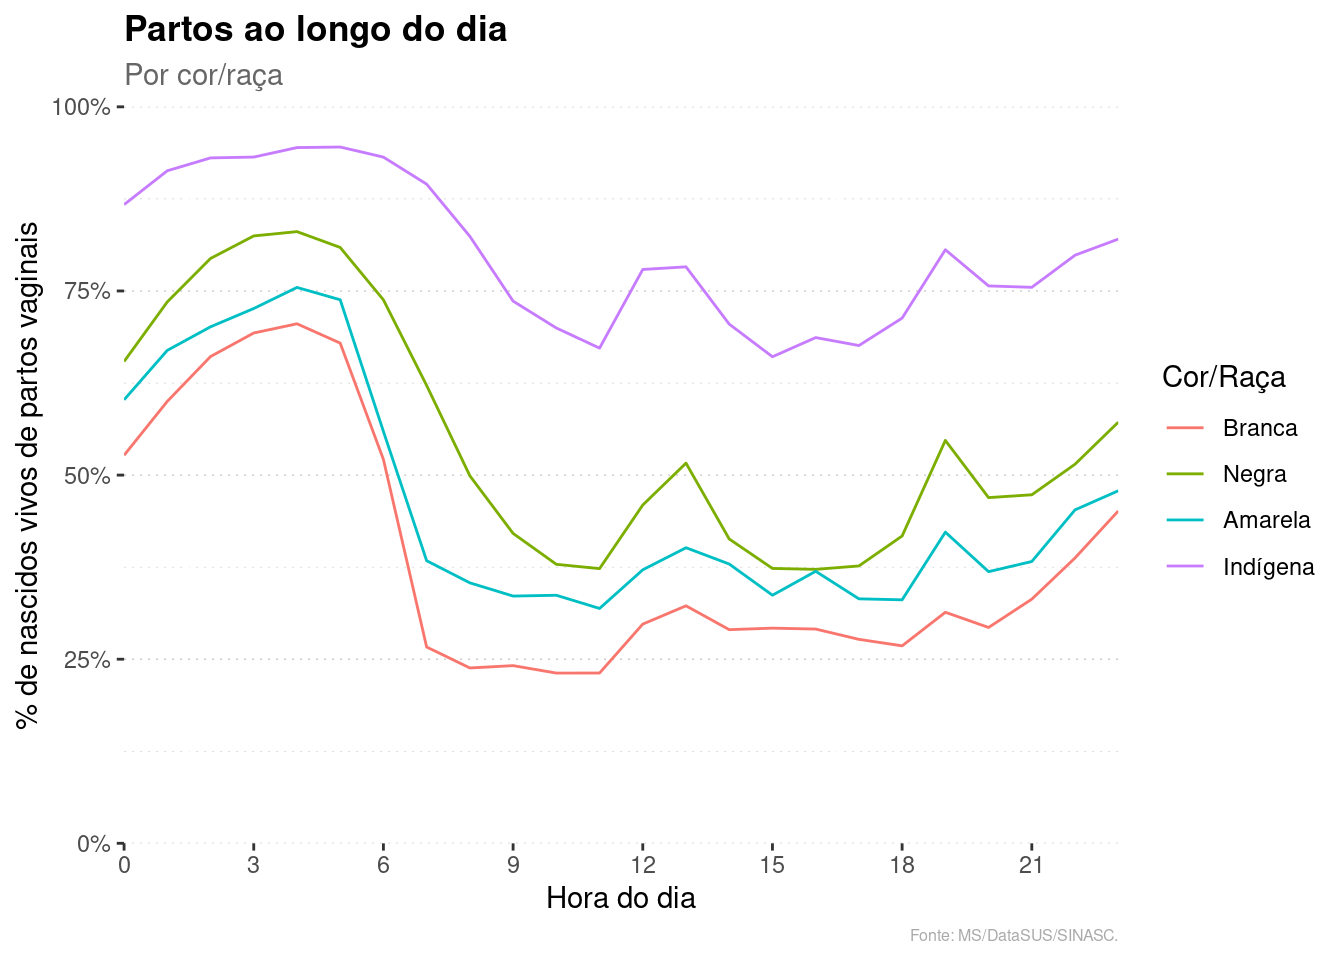 Partos ao longo do dia
Por cor/raça
% de nascidos vivos de partos vaginais
100%
75%
50%
25%
0%
0 3 6 9 12 15 18 21
Hora do dia
Cor/Raça
Branca
Negra
Amarela
Indígena
Fonte: MS/DataSUS/SINASC.